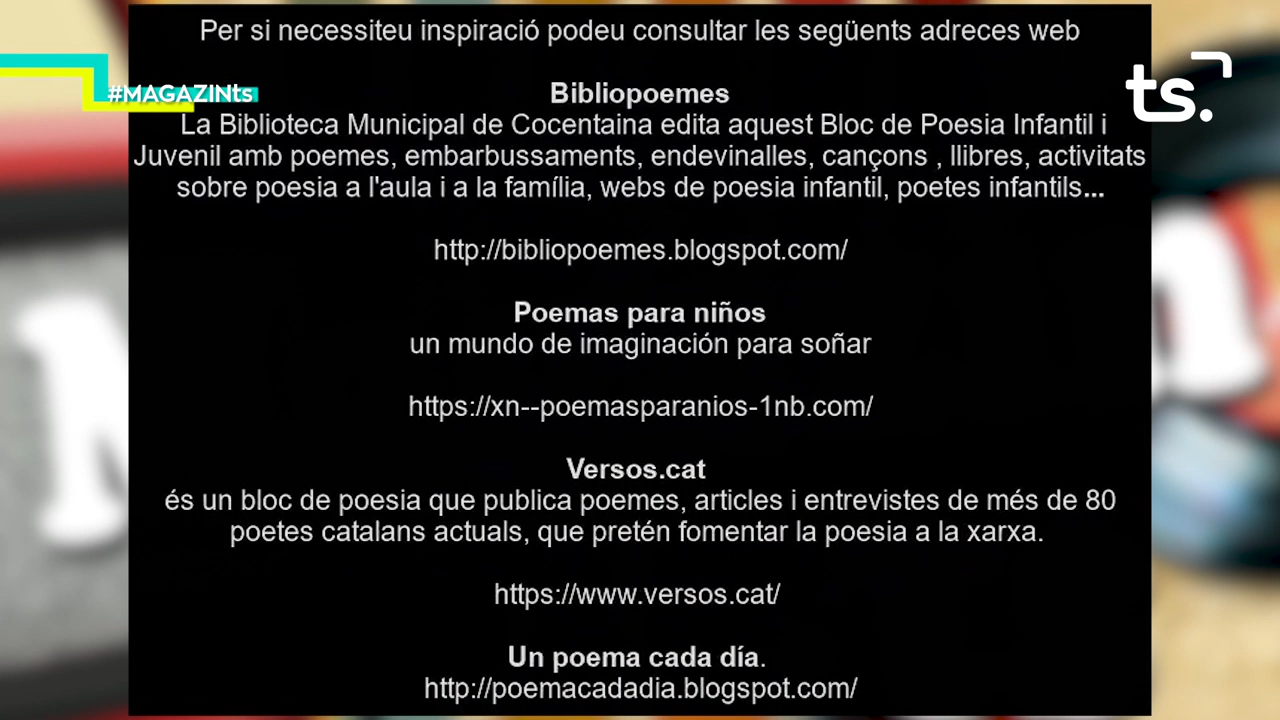 Per si necessiteu inspiració podeu consultar les següents adreces web
#MAGAZINts
ts.
Bibliopoemes
La Biblioteca Municipal de Cocentaina edita aquest Bloc de Poesia Infantil i
Juvenil amb poemes, embarbussaments, endevinalles, cançons , llibres, activitats
sobre poesia a l'aula i a la família, webs de poesia infantil, poetes infantils...
http://bibliopoemes.blogspot.com/
Poemas para niños
un mundo de imaginación para soñar
https://xn--poemasparanios-1nb.com/
Versos.cat
és un bloc de poesia que publica poemes, articles i entrevistes de més de 80
poetes catalans actuals, que pretén fomentar la poesia a la xarxa.
https://www.versos.cat/
Un poema cada día.
http://poemacadadia.blogspot.com/